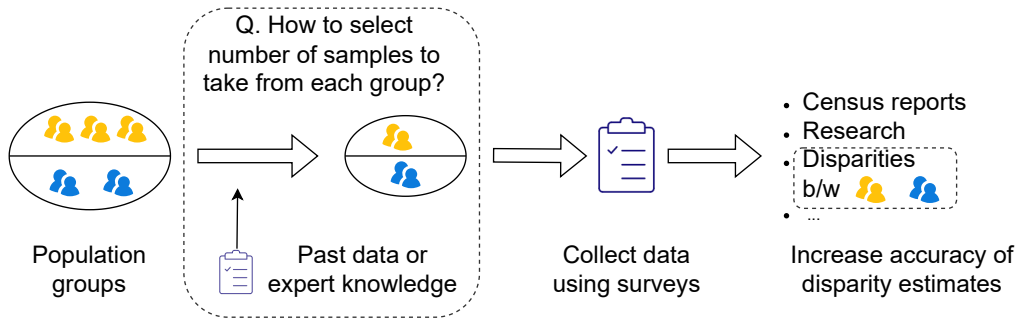 Q. How to select
number of samples to
take from each group?
Population
groups
Past data or
expert knowledge
Collect data
using surveys
• Census reports
• Research
• Disparities
b/w
• ...
Increase accuracy of
disparity estimates